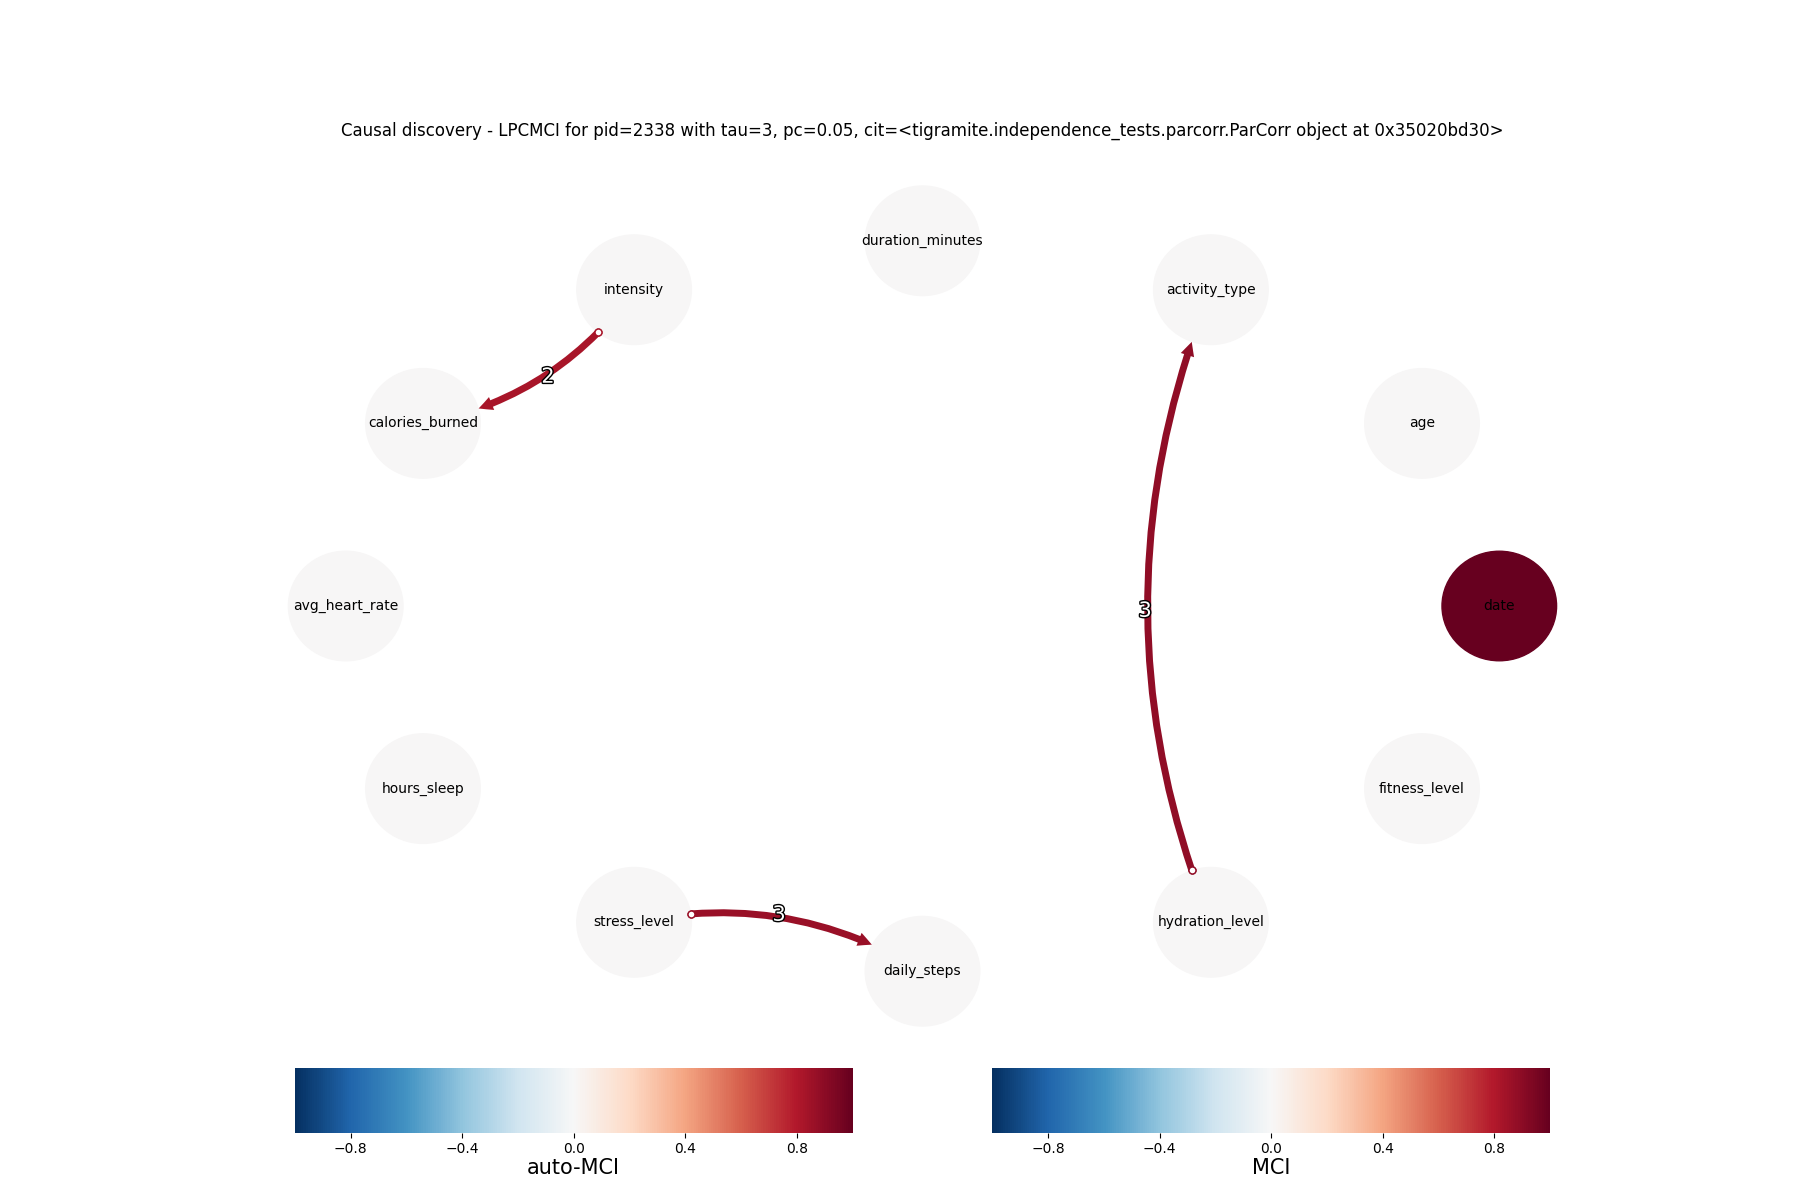 Causal discovery - LPCMCI for pid=2338 with tau=3, pc=0.05, cit=<tigramite.independence_tests.parcorr.ParCorr object at 0x35020bd30>
duration_minutes
intensity
activity_type
2
calories_burned
age
avg_heart_rate
date
3
hours_sleep
fitness_level
stress_level
3
hydration_level
daily_steps
−0.8 −0.4 0.0 0.4 0.8
auto-MCI
−0.8 −0.4 0.0 0.4 0.8
MCI